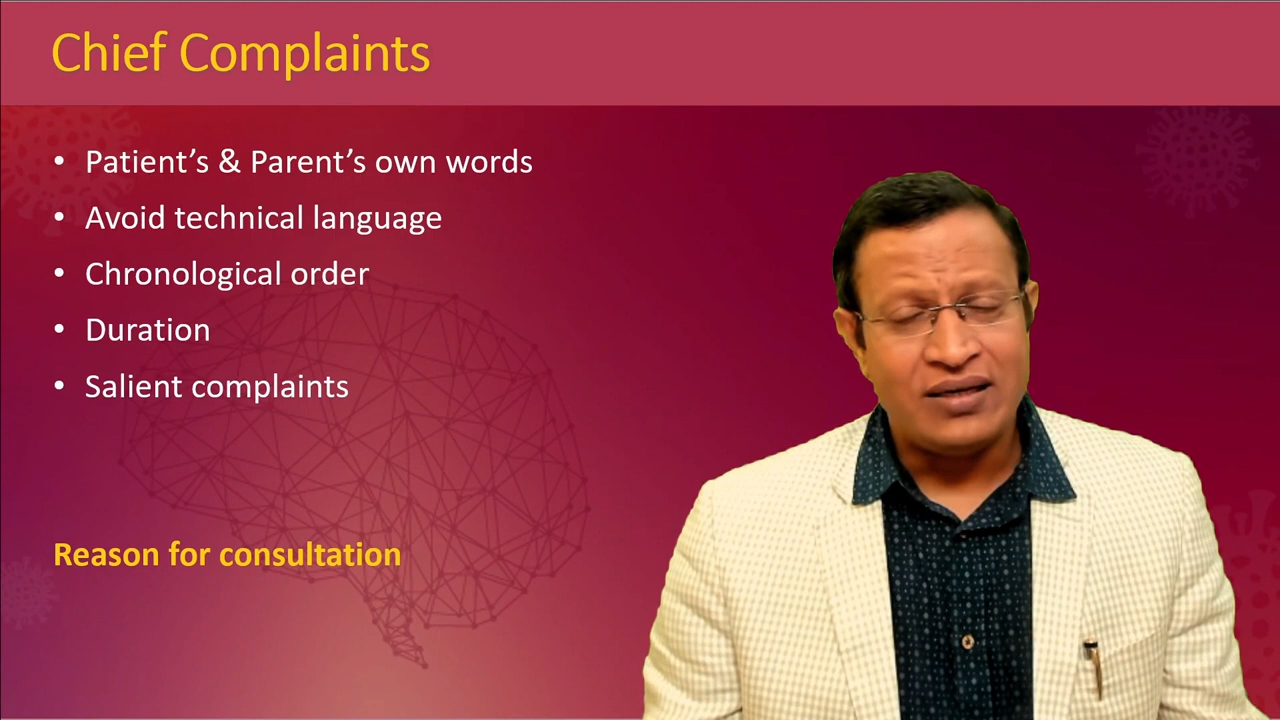 Chief Complaints
• Patient’s & Parent’s own words
• Avoid technical language
• Chronological order
• Duration
• Salient complaints
Reason for consultation